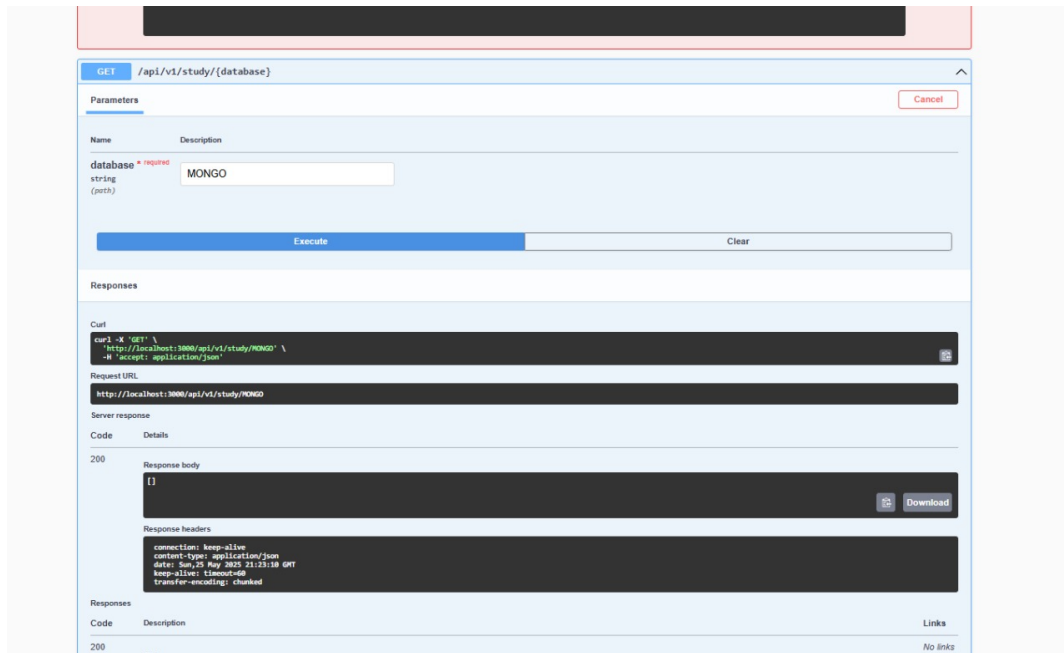 GET /api/v1/study/{database}
Parameters
Cancel
Name Description
database * required
string
(path)
MONGO
Execute Clear
Responses
Curl
curl -X 'GET' \
'http://localhost:3000/api/v1/study/MONGO' \
-H 'accept: application/json'
Request URL
http://localhost:3000/api/v1/study/MONGO
Server response
Code Details
200
Response body
[]
Download
Response headers
connection: keep-alive
content-type: application/json
date: Sun,25 May 2025 21:23:10 GMT
keep-alive: timeout=60
transfer-encoding: chunked
Responses
Code Description Links
200 No links